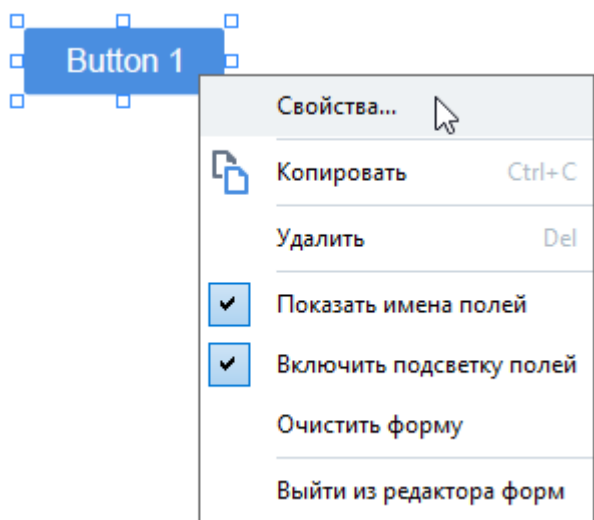 Button 1
Свойства...
Копировать Ctrl+C
Удалить Del
Показать имена полей
Включить подсветку полей
Очистить форму
Выйти из редактора форм